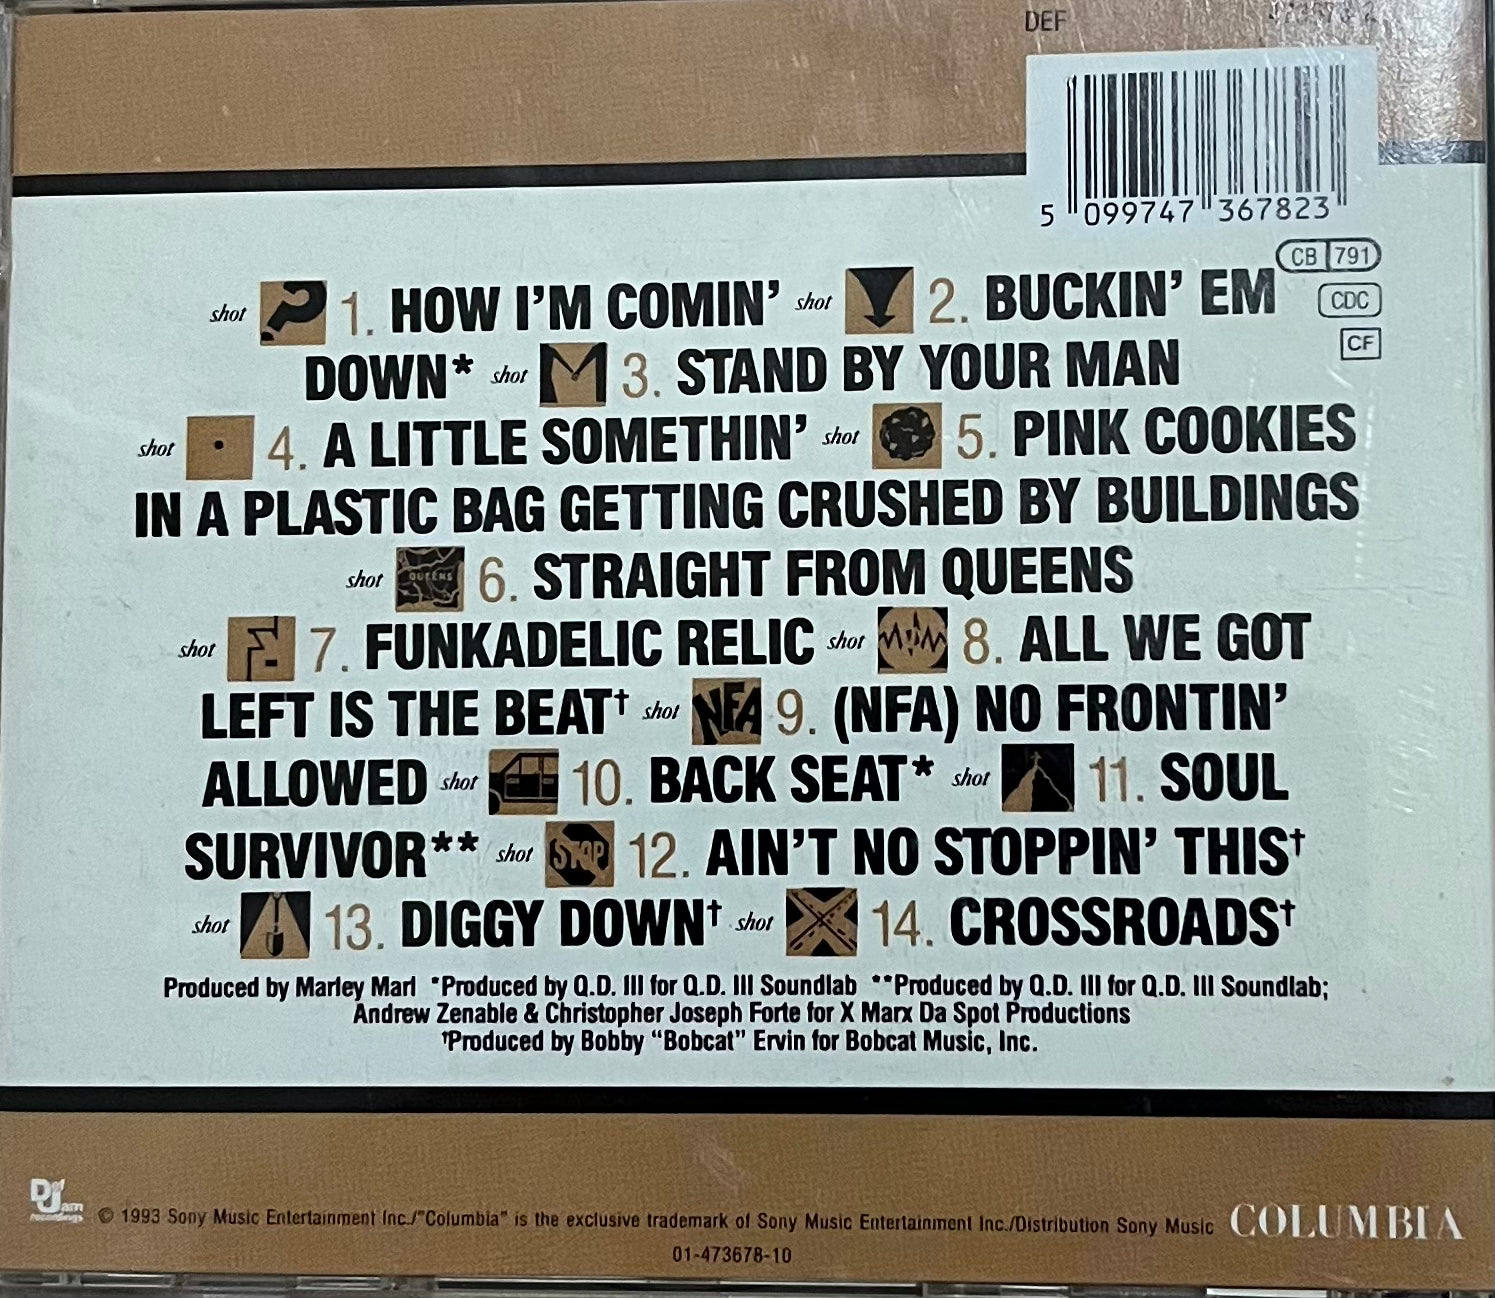 DEF
5 099747 367823
CB 791
CDC
CF
shot 1. HOW I'M COMIN' shot 2. BUCKIN' EM
DOWN* shot 3. STAND BY YOUR MAN
shot 4. A LITTLE SOMETHIN' shot 5. PINK COOKIES
IN A PLASTIC BAG GETTING CRUSHED BY BUILDINGS
shot QUEENS 6. STRAIGHT FROM QUEENS
shot 7. FUNKADELIC RELIC shot 8. ALL WE GOT
LEFT IS THE BEAT† shot NFA 9. (NFA) NO FRONTIN'
ALLOWED shot 10. BACK SEAT* shot 11. SOUL
SURVIVOR** shot STOP 12. AIN'T NO STOPPIN' THIS†
shot 13. DIGGY DOWN† shot 14. CROSSROADS†
Produced by Marley Marl *Produced by Q.D. III for Q.D. III Soundlab **Produced by Q.D. III for Q.D. III Soundlab;
Andrew Zenable & Christopher Joseph Forte for X Marx Da Spot Productions
†Produced by Bobby "Bobcat" Ervin for Bobcat Music, Inc.
Def Jam recordings © 1993 Sony Music Entertainment Inc./"Columbia" is the exclusive trademark of Sony Music Entertainment Inc./Distribution Sony Music COLUMBIA
01-473678-10